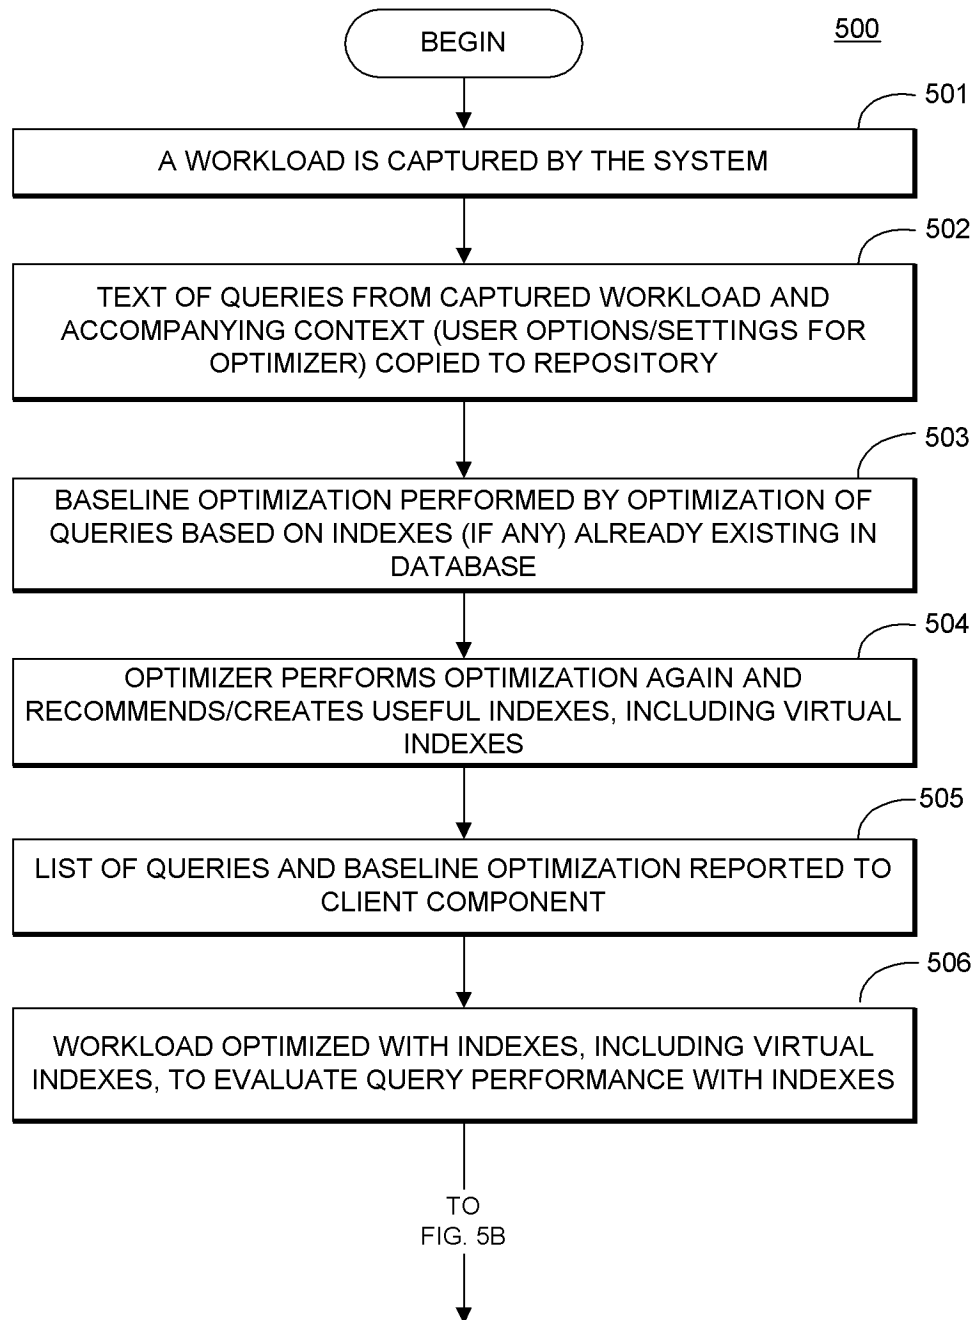 BEGIN
500
501
A WORKLOAD IS CAPTURED BY THE SYSTEM
502
TEXT OF QUERIES FROM CAPTURED WORKLOAD AND
ACCOMPANYING CONTEXT (USER OPTIONS/SETTINGS FOR
OPTIMIZER) COPIED TO REPOSITORY
503
BASELINE OPTIMIZATION PERFORMED BY OPTIMIZATION OF
QUERIES BASED ON INDEXES (IF ANY) ALREADY EXISTING IN
DATABASE
504
OPTIMIZER PERFORMS OPTIMIZATION AGAIN AND
RECOMMENDS/CREATES USEFUL INDEXES, INCLUDING VIRTUAL
INDEXES
505
LIST OF QUERIES AND BASELINE OPTIMIZATION REPORTED TO
CLIENT COMPONENT
506
WORKLOAD OPTIMIZED WITH INDEXES, INCLUDING VIRTUAL
INDEXES, TO EVALUATE QUERY PERFORMANCE WITH INDEXES
TO
FIG. 5B